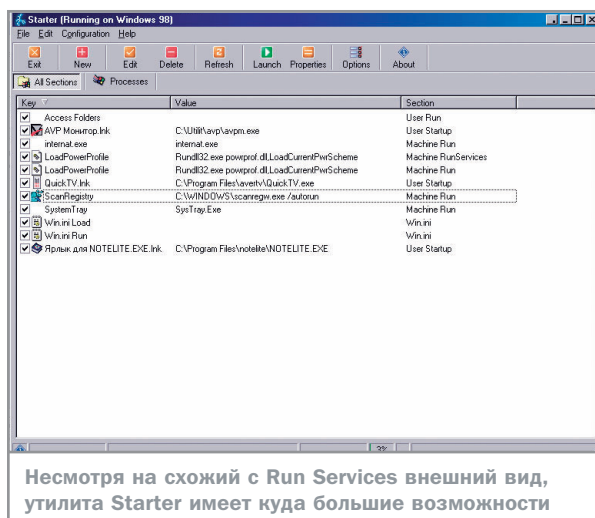 Starter (Running on Windows 98)
File Edit Configuration Help
Exit New Edit Delete Refresh Launch Properties Options About
All Sections Processes
Key Value Section
Access Folders User Run
AVP Монитор.lnk C:\Utilit\avp\avpm.exe User Startup
internat.exe internat.exe Machine Run
LoadPowerProfile Rundll32.exe powrprof.dll,LoadCurrentPwrScheme Machine RunServices
LoadPowerProfile Rundll32.exe powrprof.dll,LoadCurrentPwrScheme Machine Run
QuickTV.lnk C:\Program Files\avertv\QuickTV.exe User Startup
ScanRegistry C:\WINDOWS\scanregw.exe /autorun Machine Run
SystemTray SysTray.Exe Machine Run
Win.ini Load Win.ini
Win.ini Run Win.ini
Ярлык для NOTELITE.EXE.lnk C:\Program Files\notelite\NOTELITE.EXE User Startup
Несмотря на схожий с Run Services внешний вид,
утилита Starter имеет куда большие возможности